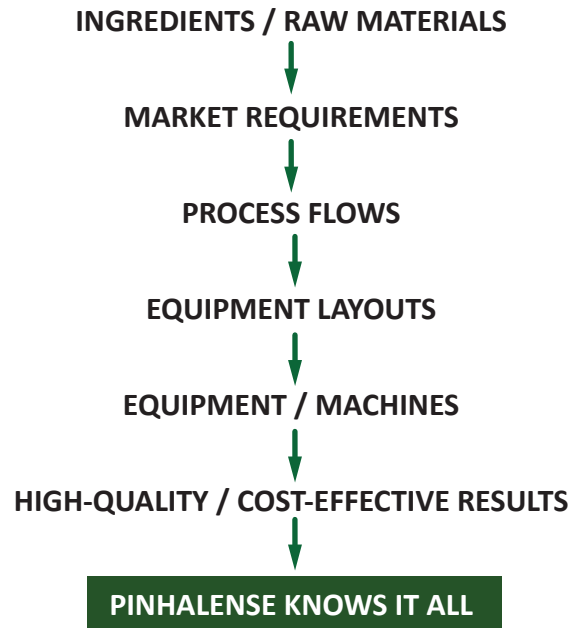 INGREDIENTS / RAW MATERIALS
MARKET REQUIREMENTS
PROCESS FLOWS
EQUIPMENT LAYOUTS
EQUIPMENT / MACHINES
HIGH-QUALITY / COST-EFFECTIVE RESULTS
PINHALENSE KNOWS IT ALL